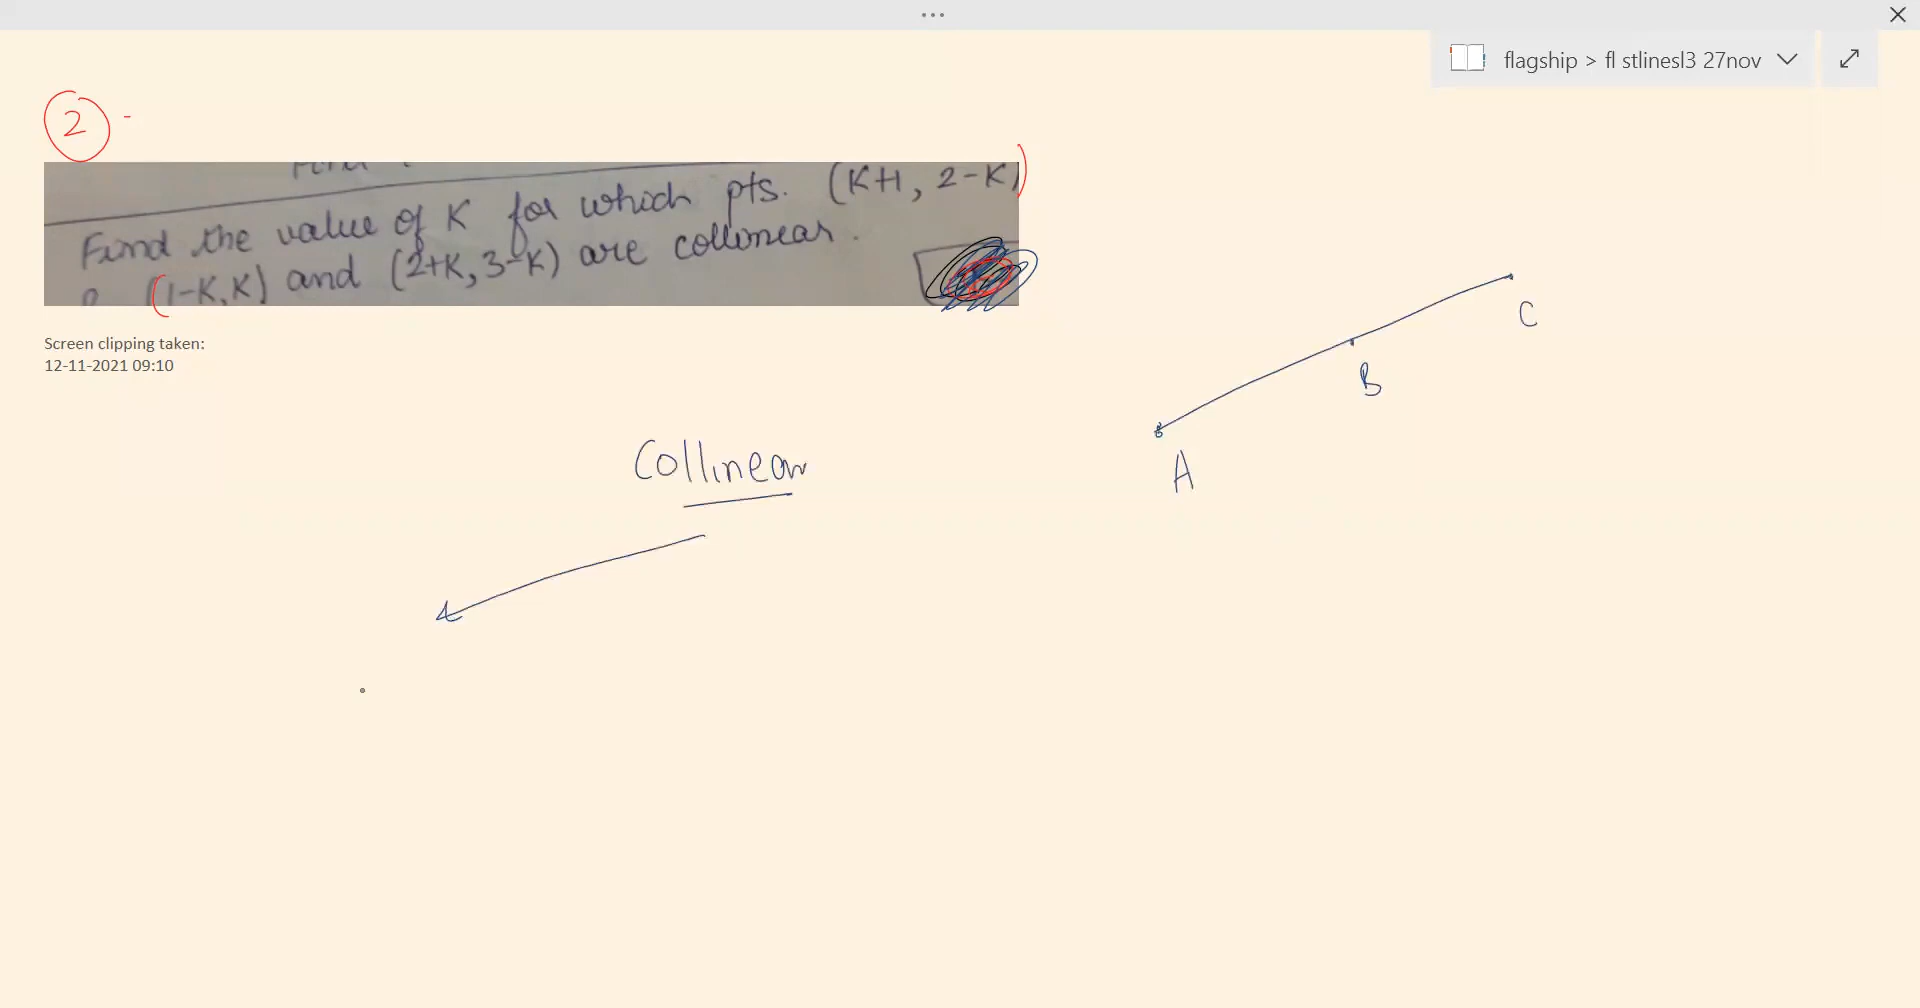 flagship > fl stlinesl3 27nov
2 -
Find the value of K for which pts. (K+1, 2-K)
(1-K, K) and (2+K, 3-K) are collinear.
Screen clipping taken:
12-11-2021 09:10
C
B
Collinear
A